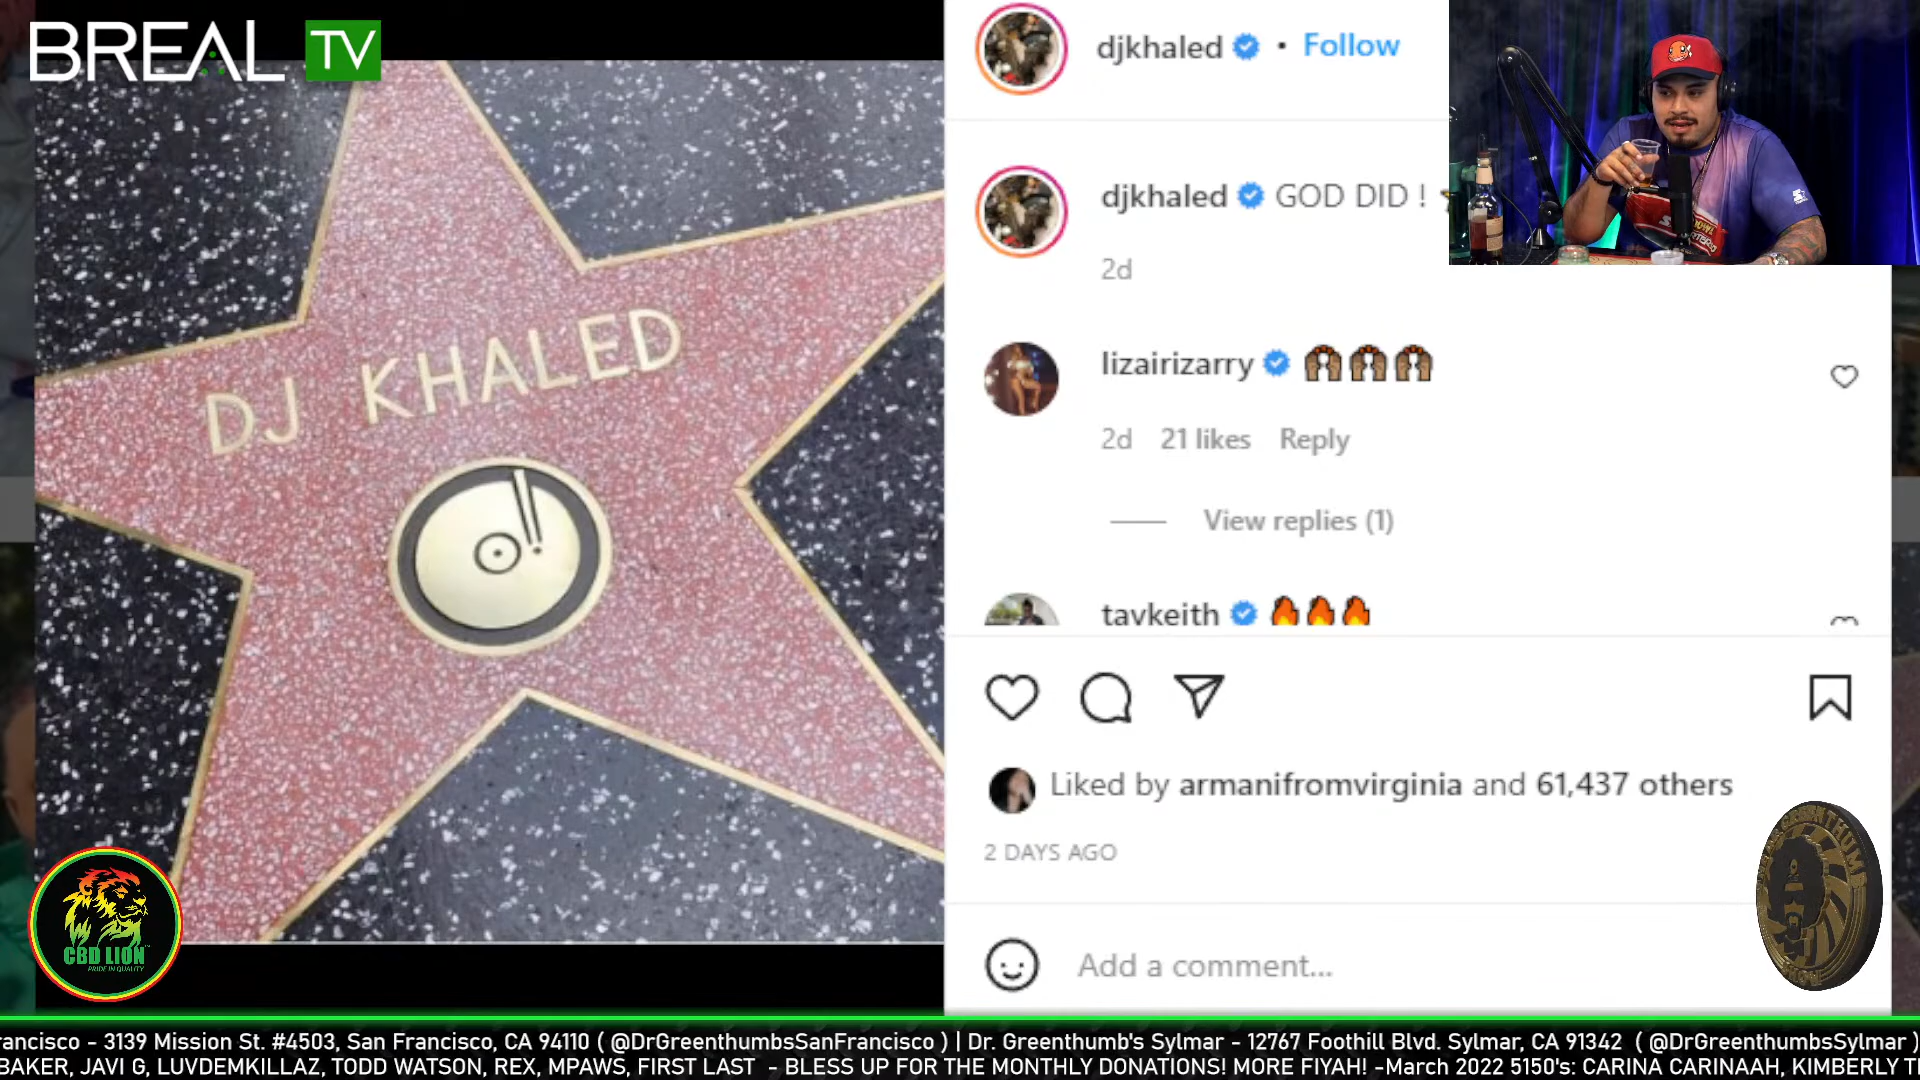 BREAL TV
DJ KHALED
djkhaled • Follow
djkhaled GOD DID !
2d
lizairizarry
2d 21 likes Reply
View replies (1)
tavkeith
Liked by armanifromvirginia and 61,437 others
2 DAYS AGO
Add a comment...
CBD LION
PRIDE IN QUALITY
ancisco - 3139 Mission St. #4503, San Francisco, CA 94110 ( @DrGreenthumbsSanFrancisco ) | Dr. Greenthumb's Sylmar - 12767 Foothill Blvd. Sylmar, CA 91342 ( @DrGreenthumbsSylmar )
BAKER, JAVI G, LUVDEMKILLAZ, TODD WATSON, REX, MPAWS, FIRST LAST - BLESS UP FOR THE MONTHLY DONATIONS! MORE FIYAH! -March 2022 5150's: CARINA CARINAAH, KIMBERLY